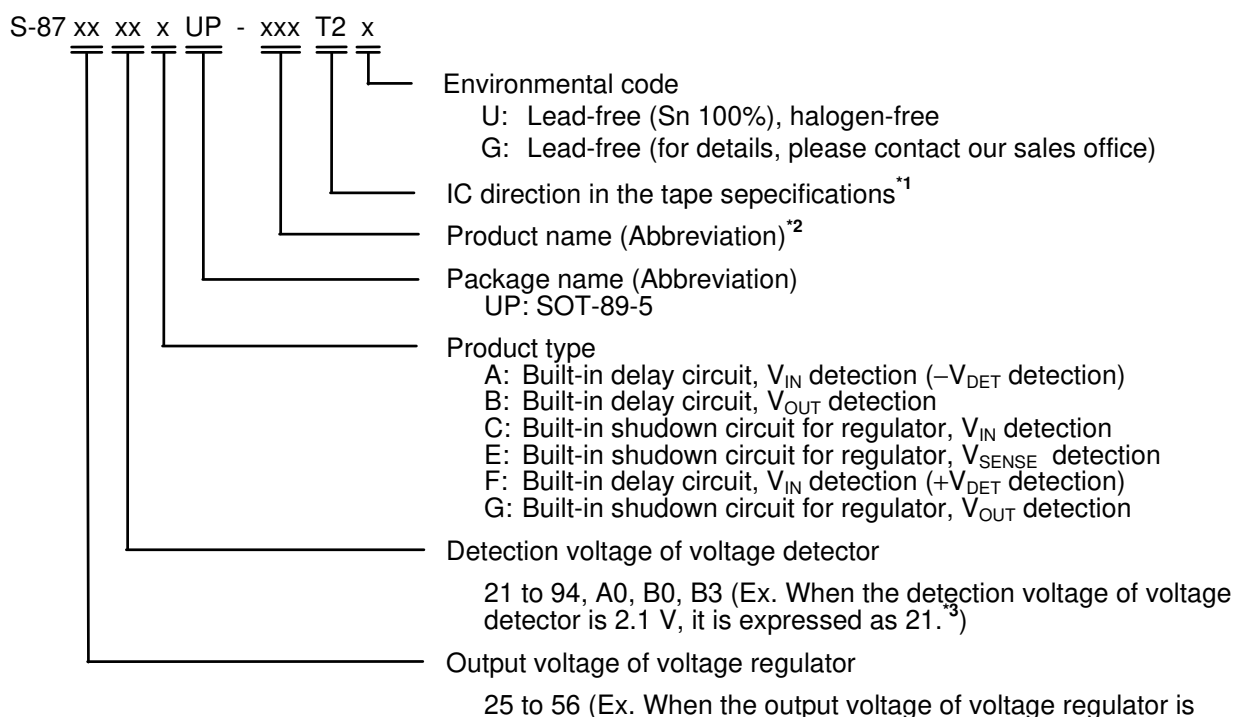 S-87 xx xx x UP - xxx T2 x
Environmental code
U: Lead-free (Sn 100%), halogen-free
G: Lead-free (for details, please contact our sales office)
IC direction in the tape sepecifications*1
Product name (Abbreviation)*2
Package name (Abbreviation)
UP: SOT-89-5
Product type
A: Built-in delay circuit, VIN detection (−VDET detection)
B: Built-in delay circuit, VOUT detection
C: Built-in shudown circuit for regulator, VIN detection
E: Built-in shudown circuit for regulator, VSENSE detection
F: Built-in delay circuit, VIN detection (+VDET detection)
G: Built-in shudown circuit for regulator, VOUT detection
Detection voltage of voltage detector
21 to 94, A0, B0, B3 (Ex. When the detection voltage of voltage
detector is 2.1 V, it is expressed as 21.*3)
Output voltage of voltage regulator
25 to 56 (Ex. When the output voltage of voltage regulator is